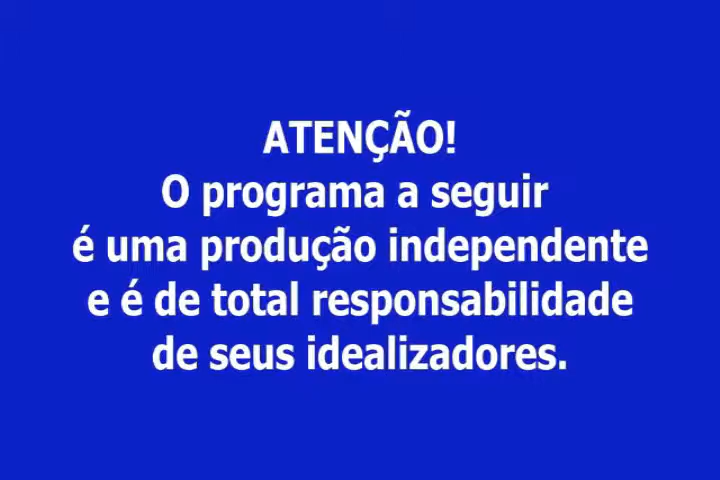 ATENÇÃO!
O programa a seguir
é uma produção independente
e é de total responsabilidade
de seus idealizadores.